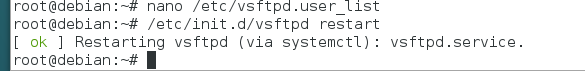 root@debian:~# nano /etc/vsftpd.user_list
root@debian:~# /etc/init.d/vsftpd restart
[ ok ] Restarting vsftpd (via systemctl): vsftpd.service.
root@debian:~#